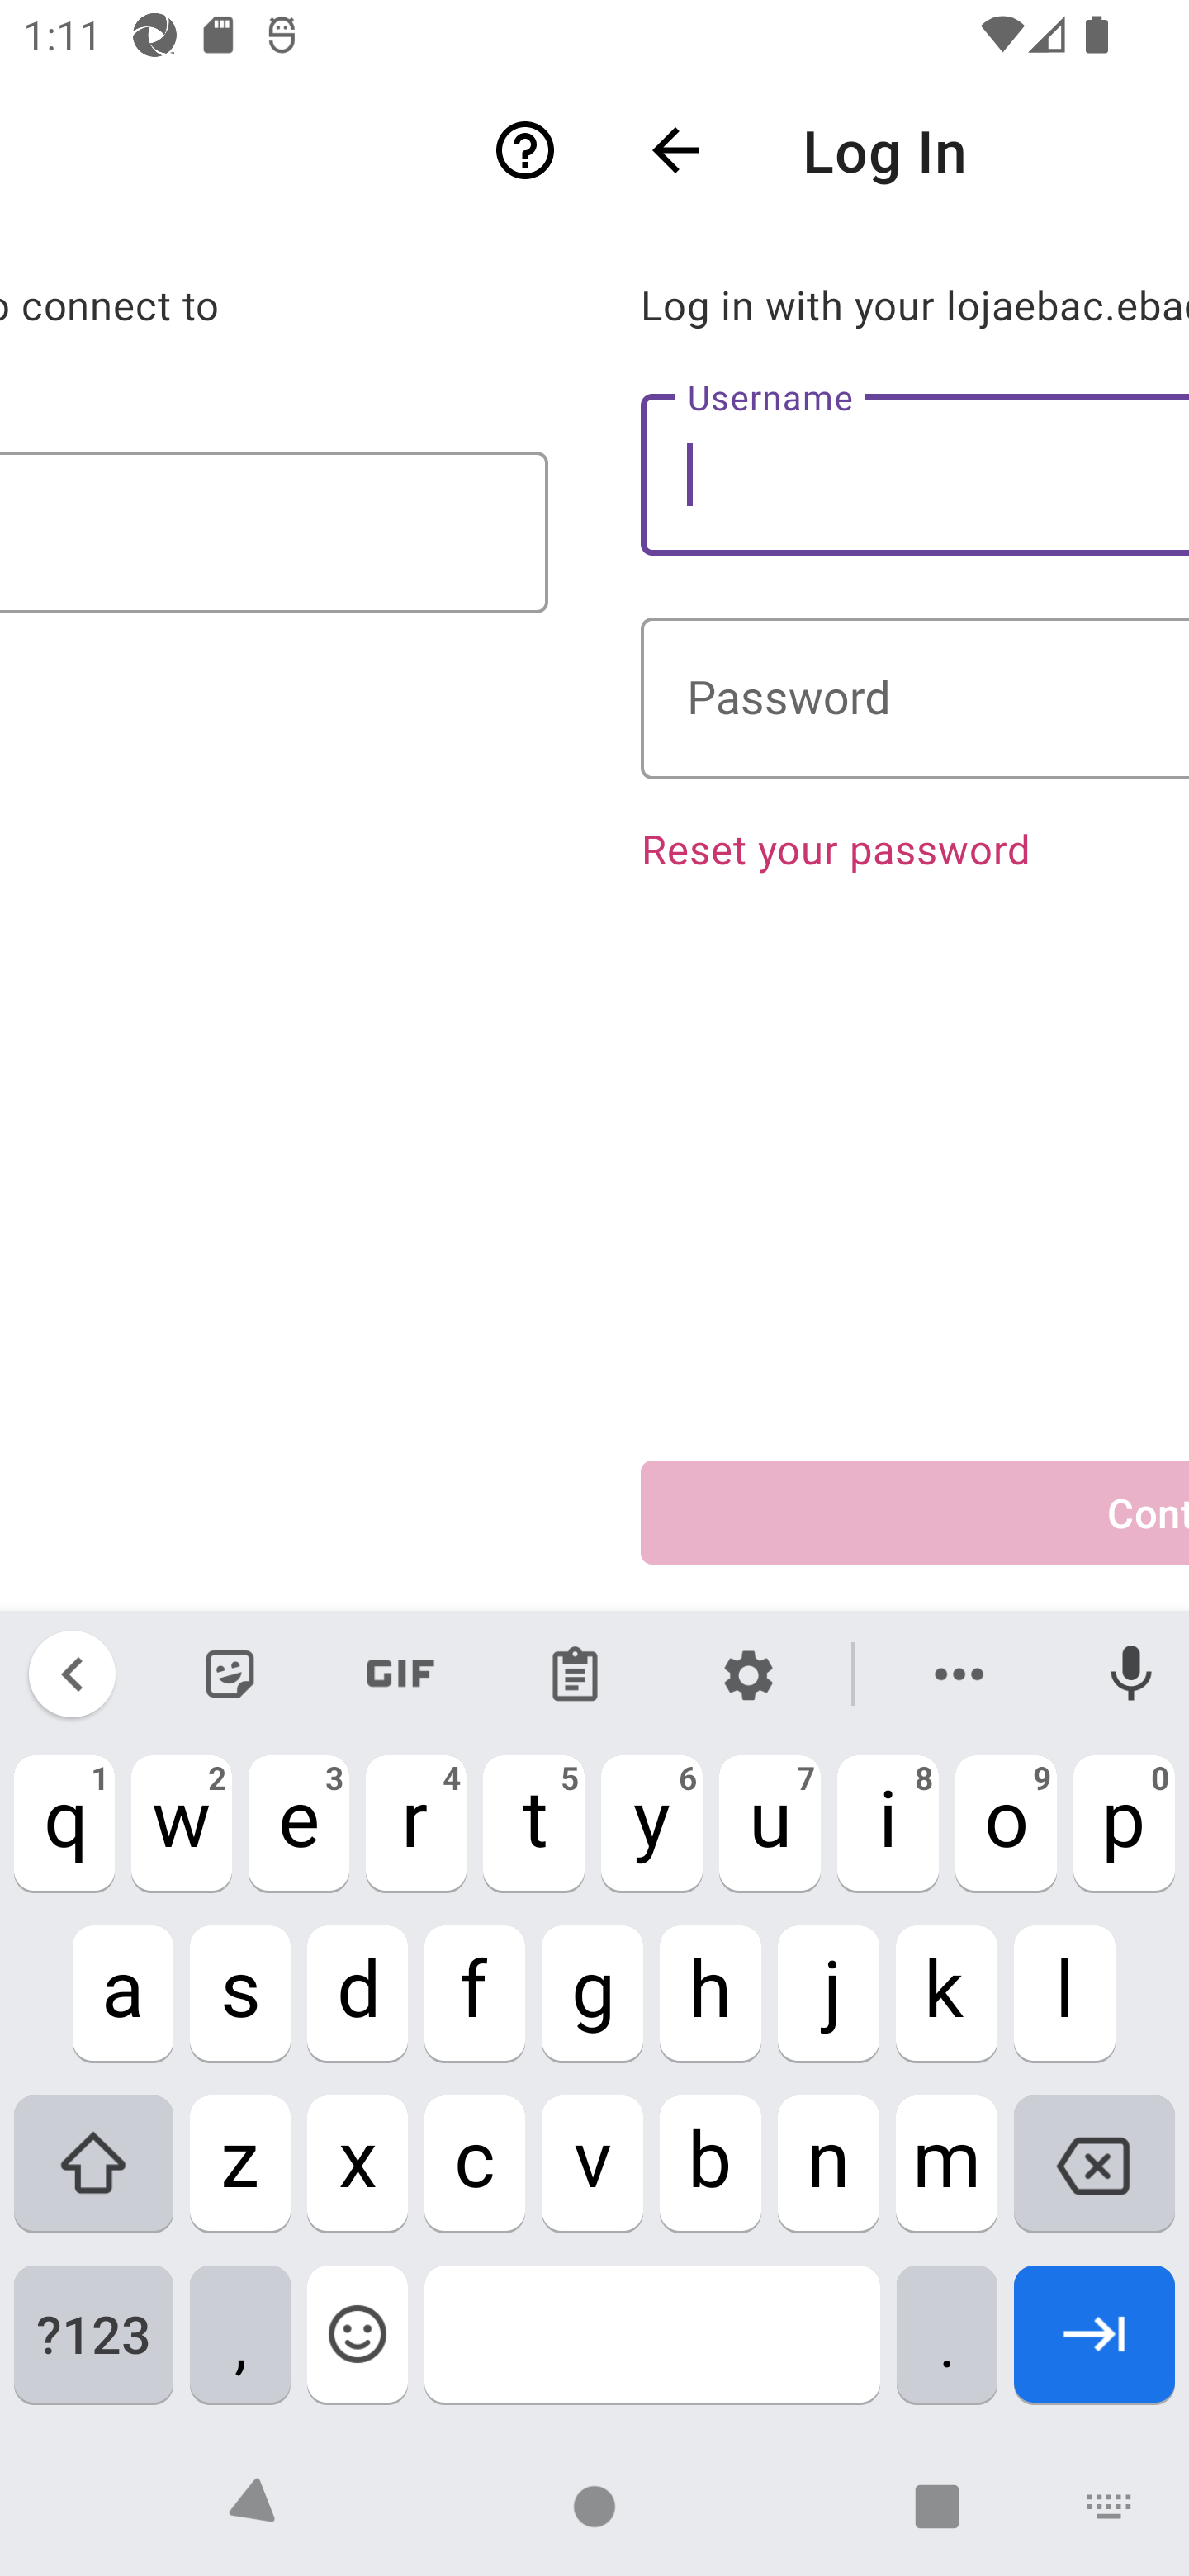 1:11
Log In
o connect to
Log in with your lojaebac.eba
Username
Password
Reset your password
Cont
GIF
1 2 3 4 5 6 7 8 9 0
q w e r t y u i o p
a s d f g h j k l
z x c v b n m
?123 , .